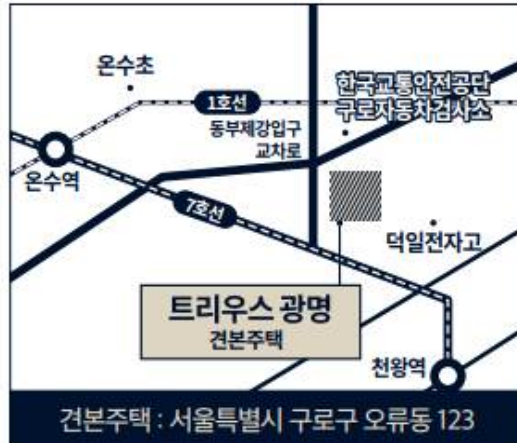 온수초
한국교통안전공단
구로자동차검사소
1호선
동부제강입구
교차로
온수역
7호선
덕일전자고
트리우스 광명
견본주택
천왕역
견본주택 : 서울특별시 구로구 오류동 123